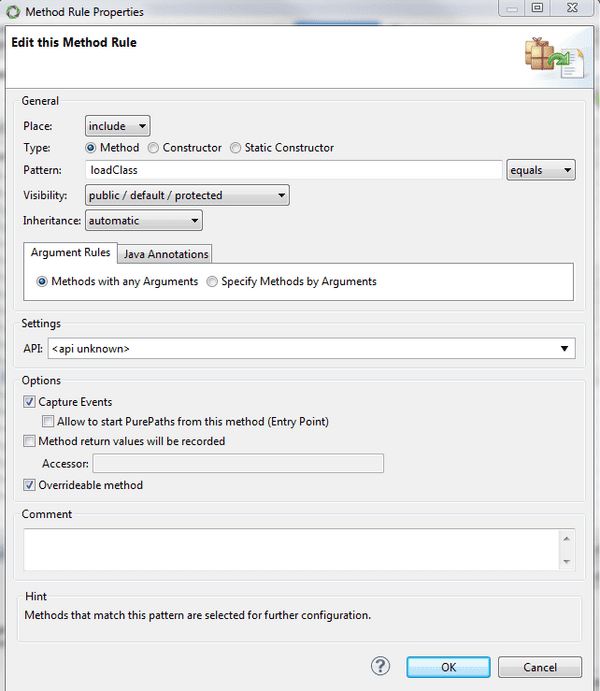 Method Rule Properties
Edit this Method Rule
General
Place: include
Type: Method Constructor Static Constructor
Pattern: loadClass equals
Visibility: public / default / protected
Inheritance: automatic
Argument Rules Java Annotations
Methods with any Arguments Specify Methods by Arguments
Settings
API: <api unknown>
Options
Capture Events
Allow to start PurePaths from this method (Entry Point)
Method return values will be recorded
Accessor:
Overrideable method
Comment
Hint
Methods that match this pattern are selected for further configuration.
? OK Cancel